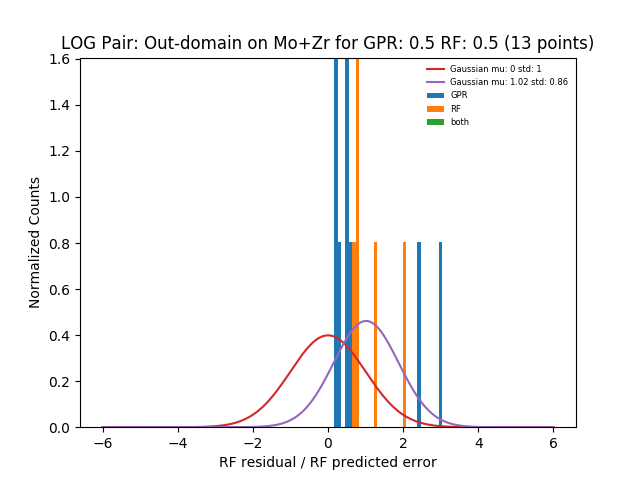 LOG Pair: Out-domain on Mo+Zr for GPR: 0.5 RF: 0.5 (13 points)
Gaussian mu: 0 std: 1
Gaussian mu: 1.02 std: 0.86
GPR
RF
both
Normalized Counts
1.6
1.4
1.2
1.0
0.8
0.6
0.4
0.2
0.0
−6 −4 −2 0 2 4 6
RF residual / RF predicted error